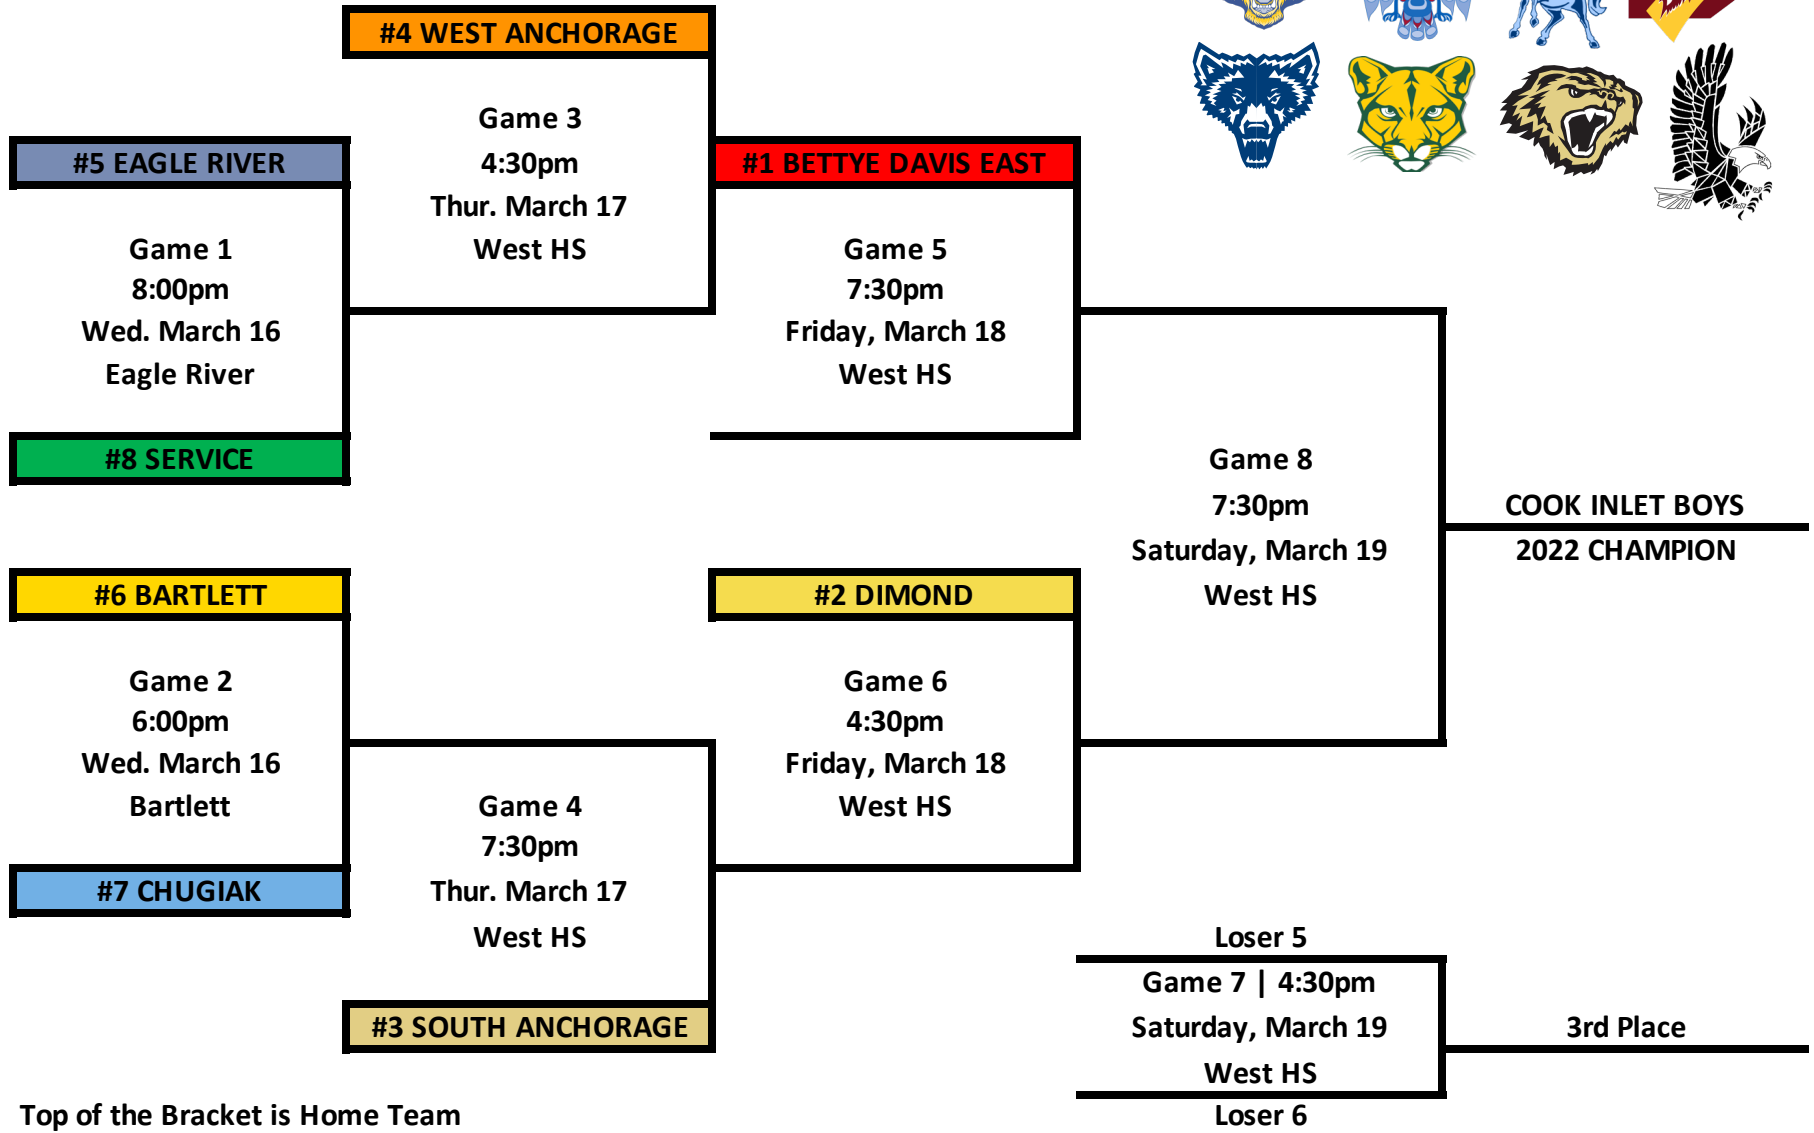 #4 WEST ANCHORAGE
Game 3
4:30pm
Thur. March 17
West HS
#5 EAGLE RIVER
Game 1
8:00pm
Wed. March 16
Eagle River
#8 SERVICE
#1 BETTYE DAVIS EAST
Game 5
7:30pm
Friday, March 18
West HS
Game 8
7:30pm
Saturday, March 19
West HS
COOK INLET BOYS
2022 CHAMPION
#6 BARTLETT
Game 2
6:00pm
Wed. March 16
Bartlett
#7 CHUGIAK
#2 DIMOND
Game 6
4:30pm
Friday, March 18
West HS
Game 4
7:30pm
Thur. March 17
West HS
#3 SOUTH ANCHORAGE
Loser 5
Game 7 | 4:30pm
Saturday, March 19
West HS
Loser 6
3rd Place
Top of the Bracket is Home Team